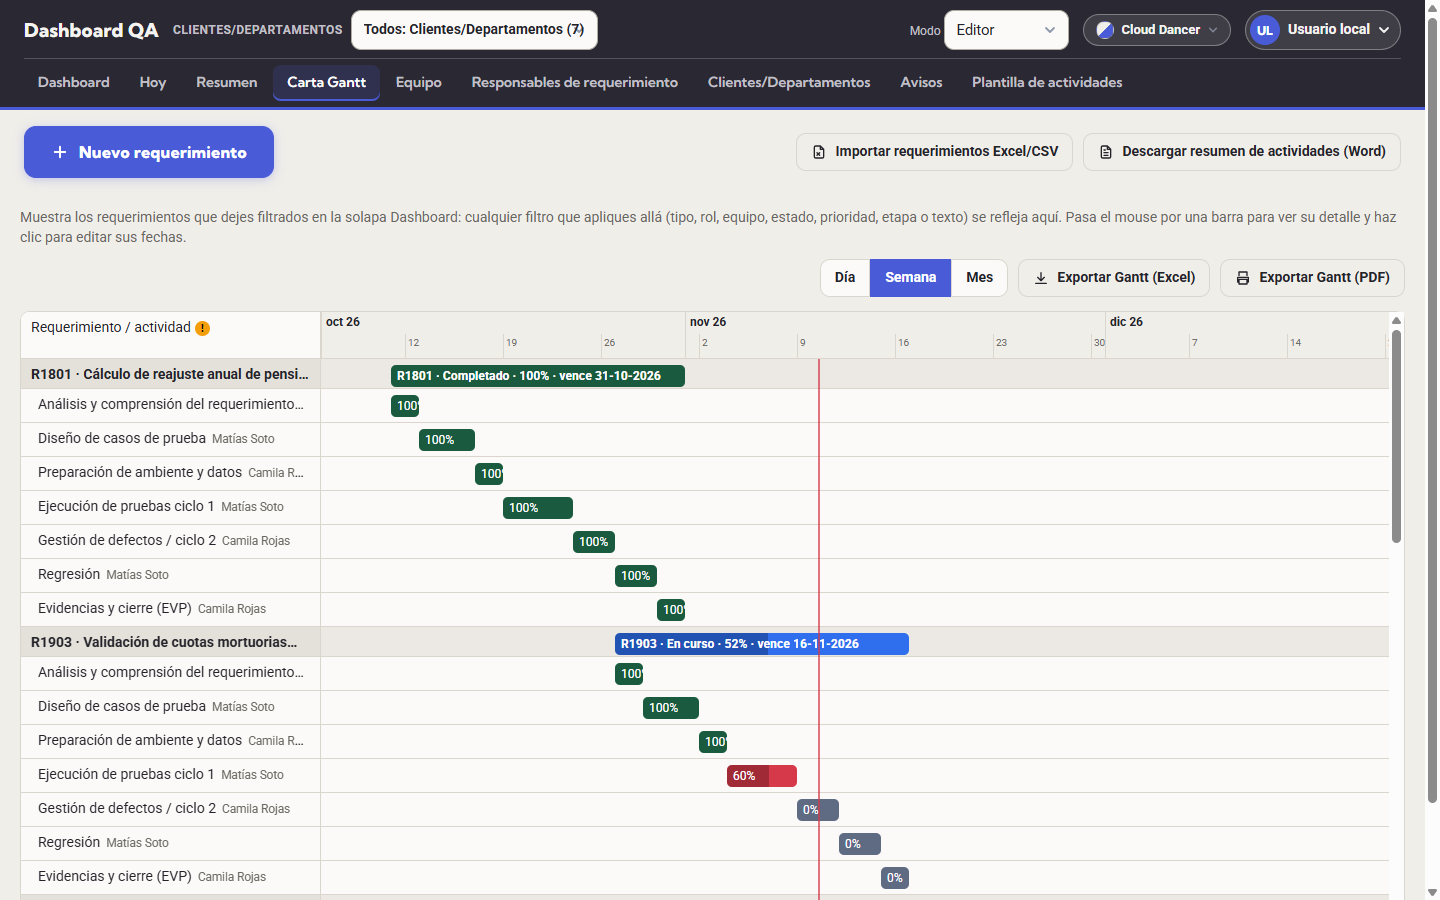 Dashboard QA
CLIENTES/DEPARTAMENTOS
Todos: Clientes/Departamentos (7)
Modo
Editor
Cloud Dancer
UL
Usuario local
Dashboard
Hoy
Resumen
Carta Gantt
Equipo
Responsables de requerimiento
Clientes/Departamentos
Avisos
Plantilla de actividades
+ Nuevo requerimiento
Importar requerimientos Excel/CSV
Descargar resumen de actividades (Word)
Muestra los requerimientos que dejes filtrados en la solapa Dashboard: cualquier filtro que apliques allá (tipo, rol, equipo, estado, prioridad, etapa o texto) se refleja aquí. Pasa el mouse por una barra para ver su detalle y haz
clic para editar sus fechas.
Día
Semana
Mes
Exportar Gantt (Excel)
Exportar Gantt (PDF)
Requerimiento / actividad !
oct 26
nov 26
dic 26
12
19
26
2
9
16
23
30
7
14
R1801 · Cálculo de reajuste anual de pensi...
R1801 · Completado · 100% · vence 31-10-2026
Análisis y comprensión del requerimiento...
100%
Diseño de casos de prueba Matías Soto
100%
Preparación de ambiente y datos Camila R...
100%
Ejecución de pruebas ciclo 1 Matías Soto
100%
Gestión de defectos / ciclo 2 Camila Rojas
100%
Regresión Matías Soto
100%
Evidencias y cierre (EVP) Camila Rojas
100%
R1903 · Validación de cuotas mortuorias...
R1903 · En curso · 52% · vence 16-11-2026
Análisis y comprensión del requerimiento...
100%
Diseño de casos de prueba Matías Soto
100%
Preparación de ambiente y datos Camila R...
100%
Ejecución de pruebas ciclo 1 Matías Soto
60%
Gestión de defectos / ciclo 2 Camila Rojas
0%
Regresión Matías Soto
0%
Evidencias y cierre (EVP) Camila Rojas
0%